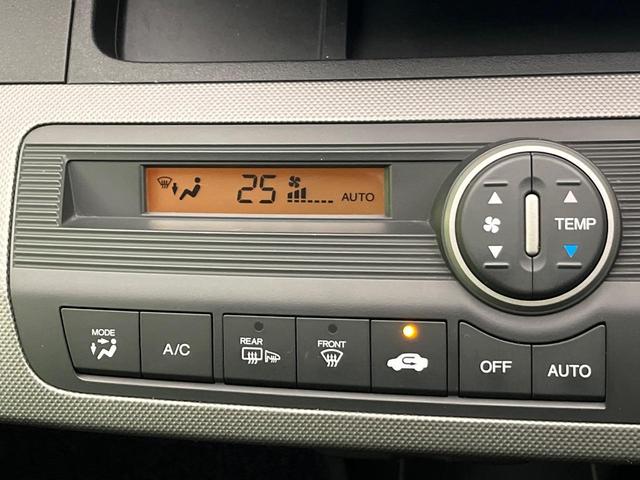 25 AUTO
TEMP
MODE
A/C
REAR
FRONT
OFF
AUTO